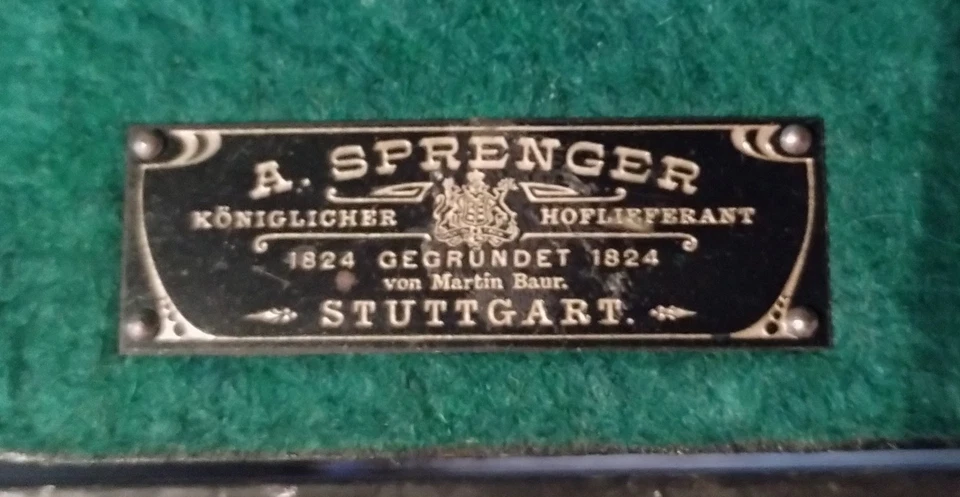 A. SPRENGER
KÖNIGLICHER HOFLIEFERANT
1824 GEGRÜNDET 1824
von Martin Baur.
STUTTGART.